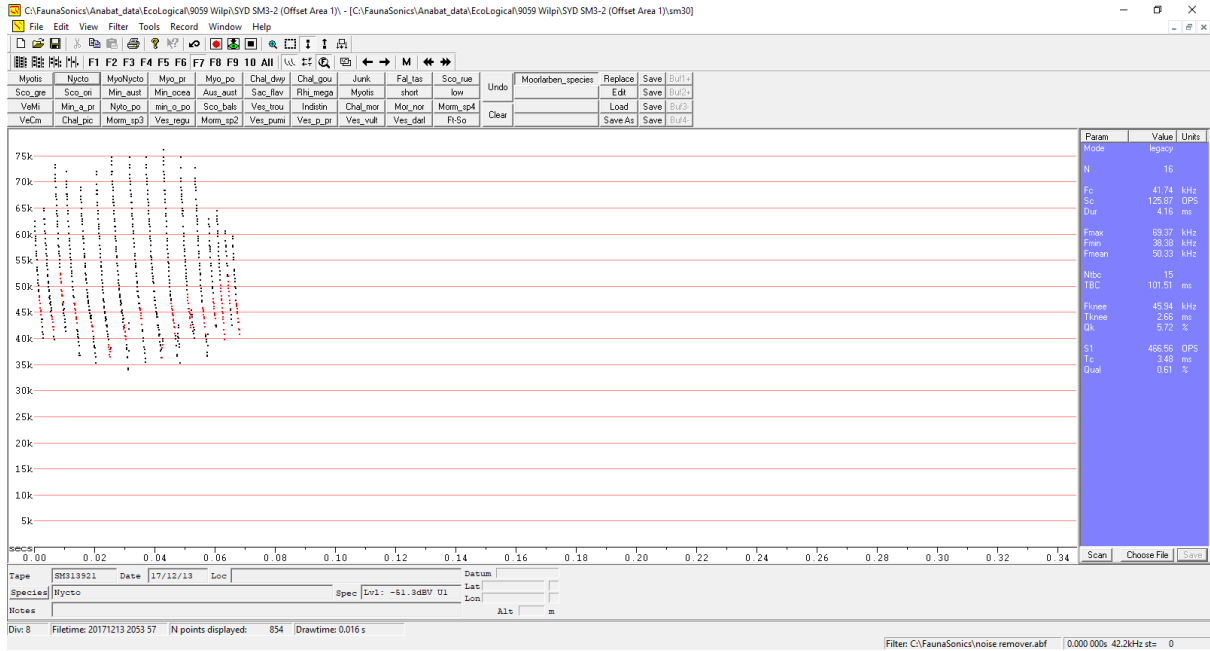 C:\FaunaSonics\Anabat_data\EcoLogical\9059 Wilpi\SYD SM3-2 (Offset Area 1)\ - [C:\FaunaSonics\Anabat_data\EcoLogical\9059 Wilpi\SYD SM3-2 (Offset Area 1)\sm30]
File Edit View Filter Tools Record Window Help
F1 F2 F3 F4 F5 F6 F7 F8 F9 10 All M
Myotis Nycto MyoNycto Myo_pr Myo_po Chal_dwy Chal_gou Junk Fal_tas Sco_rue Undo Moorlarben_species Replace Save Buf1+
Sco_gre Sco_ori Min_aust Min_ocea Aus_aust Sac_flav Rhi_mega Myotis short low Edit Save Buf2+
VeMi Min_a_pr Nyto_po min_o_po Sco_bals Ves_trou Indistin Chal_mor Mor_nor Morm_sp4 Clear Load Save Buf3-
VeCm Chal_pic Morm_sp3 Ves_regu Morm_sp2 Ves_pumi Ves_p_pr Ves_vult Ves_darl Ft-So Save As Save Buf4-
Param Value Units
Mode legacy
N 16
Fc 41.74 kHz
Sc 125.87 OPS
Dur 4.16 ms
Fmax 69.37 kHz
Fmin 38.38 kHz
Fmean 50.33 kHz
Ntbc 15
TBC 101.51 ms
Fknee 45.94 kHz
Tknee 2.66 ms
Qk 5.72 %
S1 466.56 OPS
Tc 3.48 ms
Qual 0.61 %
75k
70k
65k
60k
55k
50k
45k
40k
35k
30k
25k
20k
15k
10k
5k
secs
0.00 0.02 0.04 0.06 0.08 0.10 0.12 0.14 0.16 0.18 0.20 0.22 0.24 0.26 0.28 0.30 0.32 0.34
Scan Choose File Save
Tape SM313921 Date 17/12/13 Loc Datum
Species Nycto Spec Lvl: -51.3dBV U1 Lat
Lon
Notes Alt m
Div: 8 Filetime: 20171213 2053 57 N points displayed: 854 Drawtime: 0.016 s
Filter: C:\FaunaSonics\noise remover.abf 0.000 000s 42.2kHz st= 0